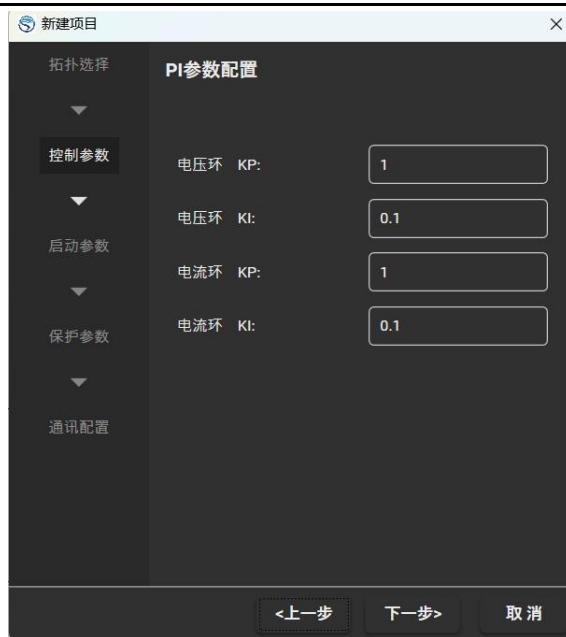 新建项目
拓扑选择
控制参数
启动参数
保护参数
通讯配置
PI参数配置
电压环 KP: 1
电压环 KI: 0.1
电流环 KP: 1
电流环 KI: 0.1
<上一步 下一步> 取消